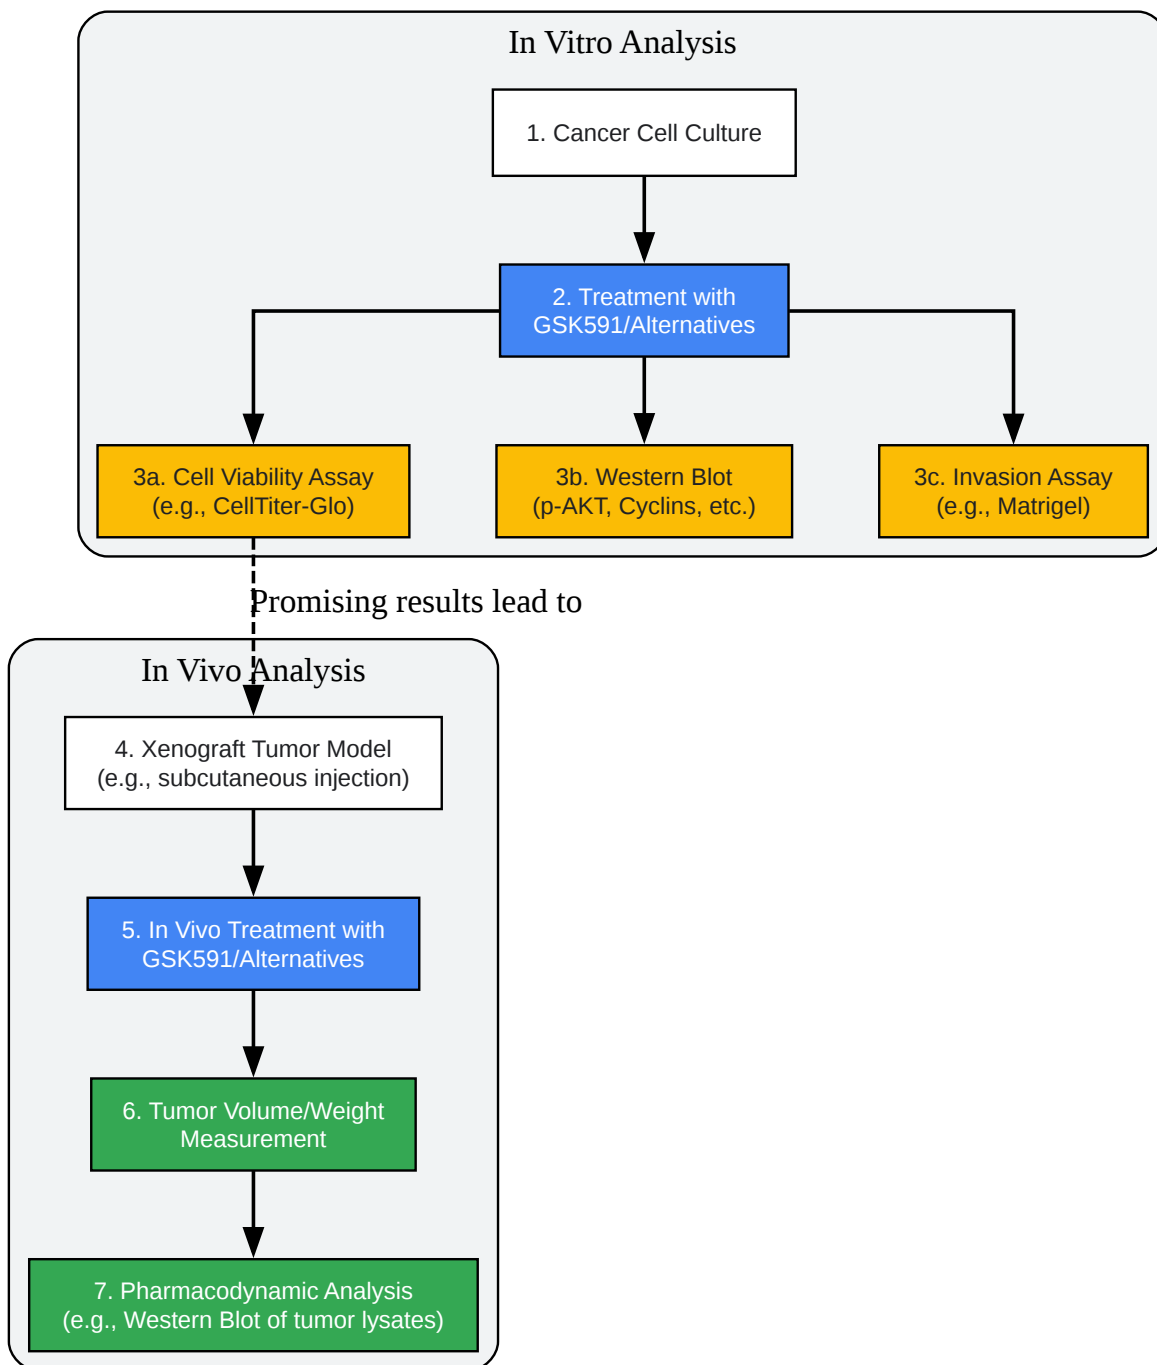 In Vitro Analysis
1. Cancer Cell Culture
2. Treatment with
GSK591/Alternatives
3a. Cell Viability Assay
(e.g., CellTiter-Glo)
3b. Western Blot
(p-AKT, Cyclins, etc.)
3c. Invasion Assay
(e.g., Matrigel)
Promising results lead to
In Vivo Analysis
4. Xenograft Tumor Model
(e.g., subcutaneous injection)
5. In Vivo Treatment with
GSK591/Alternatives
6. Tumor Volume/Weight
Measurement
7. Pharmacodynamic Analysis
(e.g., Western Blot of tumor lysates)